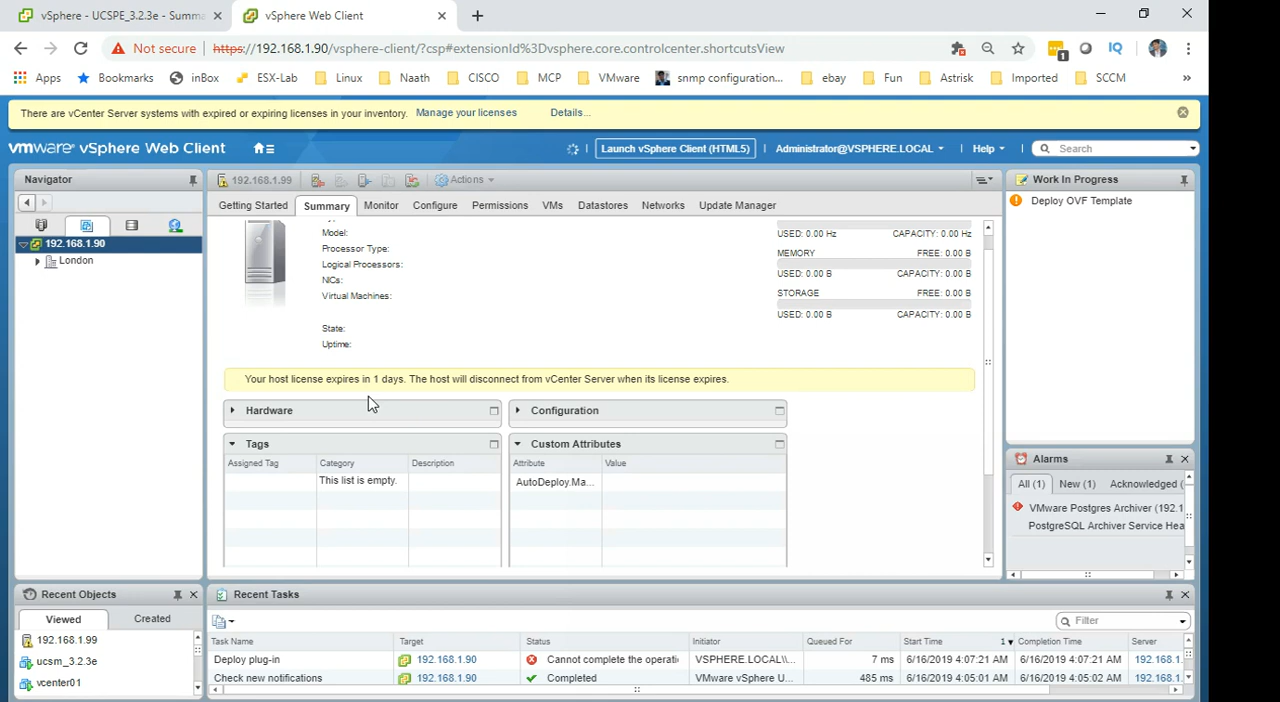 vSphere - UCSPE_3.2.3e - Summa
vSphere Web Client
Not secure
https://192.168.1.90/vsphere-client/?csp#extensionId%3Dvsphere.core.controlcenter.shortcutsView
1
IQ
Apps
Bookmarks
inBox
ESX-Lab
Linux
Naath
CISCO
MCP
VMware
snmp configuration...
ebay
Fun
Astrisk
Imported
SCCM
»
There are vCenter Server systems with expired or expiring licenses in your inventory. Manage your licenses Details...
vmware® vSphere Web Client
Launch vSphere Client (HTML5)
Administrator@VSPHERE.LOCAL
Help
Search
Navigator
192.168.1.99
Actions
Work In Progress
Getting Started
Summary
Monitor
Configure
Permissions
VMs
Datastores
Networks
Update Manager
Deploy OVF Template
192.168.1.90
London
Model:
Processor Type:
Logical Processors:
NICs:
Virtual Machines:
State:
Uptime:
USED: 0.00 Hz CAPACITY: 0.00 Hz
MEMORY FREE: 0.00 B
USED: 0.00 B CAPACITY: 0.00 B
STORAGE FREE: 0.00 B
USED: 0.00 B CAPACITY: 0.00 B
Your host license expires in 1 days. The host will disconnect from vCenter Server when its license expires.
Hardware
Configuration
Tags
Assigned Tag Category Description
This list is empty.
Custom Attributes
Attribute Value
AutoDeploy.Ma...
Alarms
All (1) New (1) Acknowledged (
VMware Postgres Archiver (192.1
PostgreSQL Archiver Service Hea
Recent Objects
Viewed Created
192.168.1.99
ucsm_3.2.3e
vcenter01
Recent Tasks
Filter
Task Name Target Status Initiator Queued For Start Time 1 Completion Time Server
Deploy plug-in 192.168.1.90 Cannot complete the operati VSPHERE.LOCAL\\... 7 ms 6/16/2019 4:07:21 AM 6/16/2019 4:07:21 AM 192.168.1.
Check new notifications 192.168.1.90 Completed VMware vSphere U... 485 ms 6/16/2019 4:05:01 AM 6/16/2019 4:05:02 AM 192.168.1.